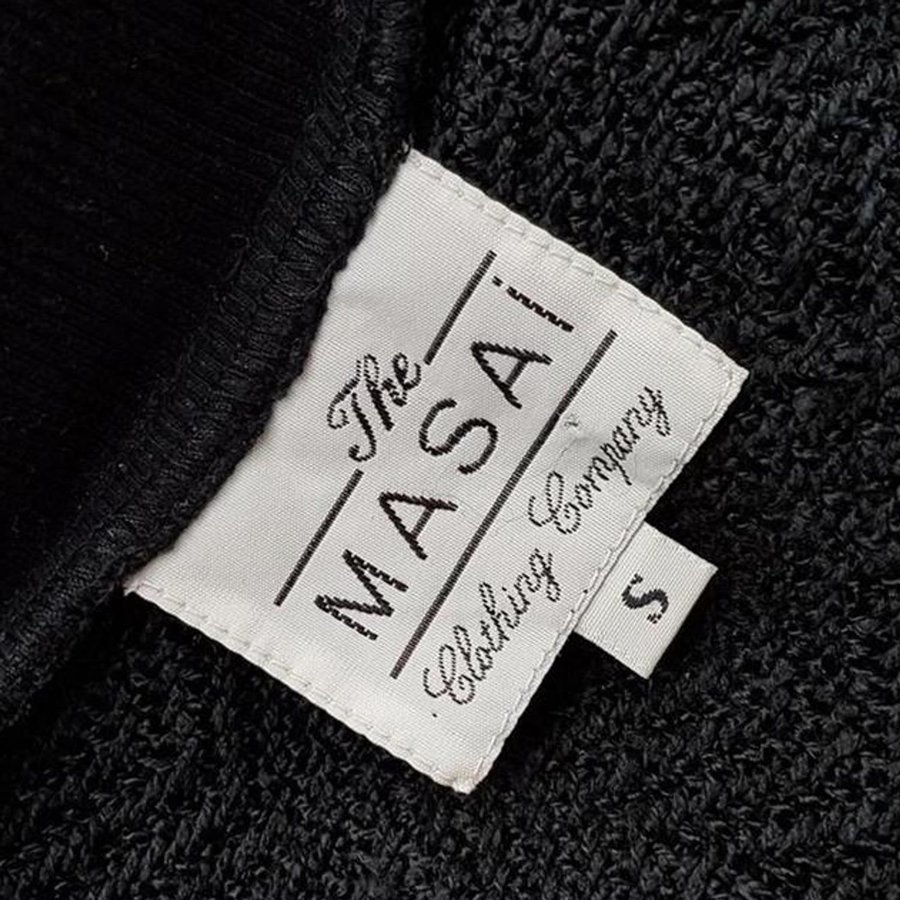 The
MASAI
Clothing Company
S